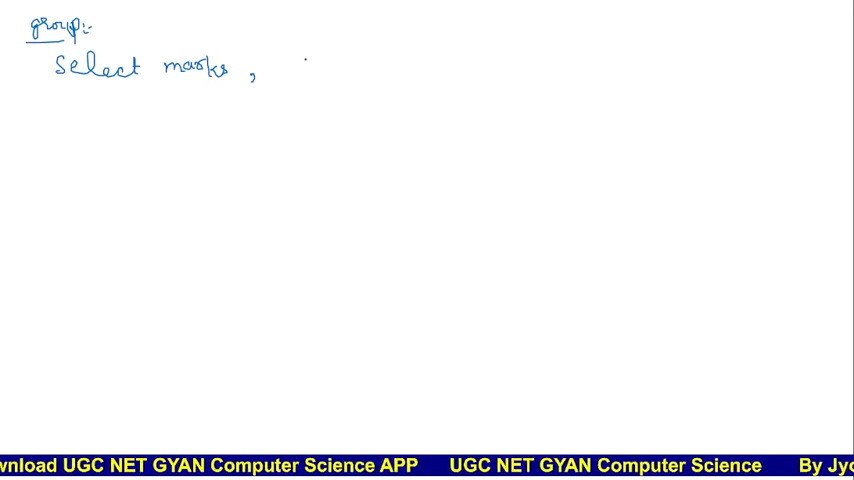 group:-
Select marks ,
wnload UGC NET GYAN Computer Science APP UGC NET GYAN Computer Science By Jyo